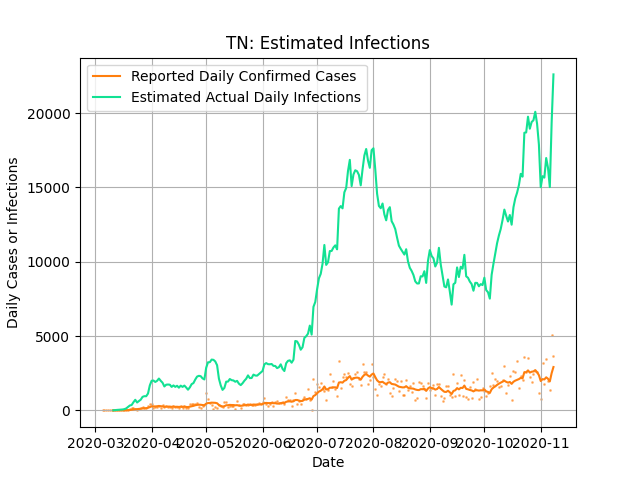 TN: Estimated Infections
Reported Daily Confirmed Cases
Estimated Actual Daily Infections
Daily Cases or Infections
20000
15000
10000
5000
0
2020-03 2020-04 2020-05 2020-06 2020-07 2020-08 2020-09 2020-10 2020-11
Date